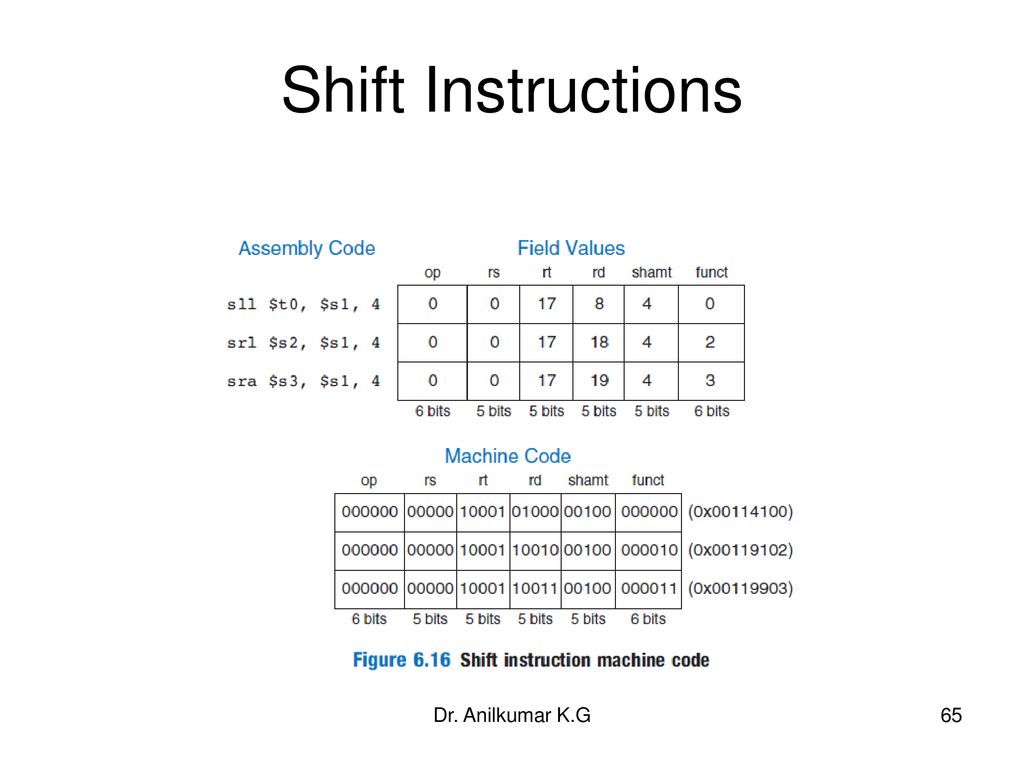 Shift Instructions
Assembly Code Field Values
op rs rt rd shamt funct
sll $t0, $s1, 4 0 0 17 8 4 0
srl $s2, $s1, 4 0 0 17 18 4 2
sra $s3, $s1, 4 0 0 17 19 4 3
6 bits 5 bits 5 bits 5 bits 5 bits 6 bits
Machine Code
op rs rt rd shamt funct
000000 00000 10001 01000 00100 000000 (0x00114100)
000000 00000 10001 10010 00100 000010 (0x00119102)
000000 00000 10001 10011 00100 000011 (0x00119903)
6 bits 5 bits 5 bits 5 bits 5 bits 6 bits
Figure 6.16 Shift instruction machine code
Dr. Anilkumar K.G 65